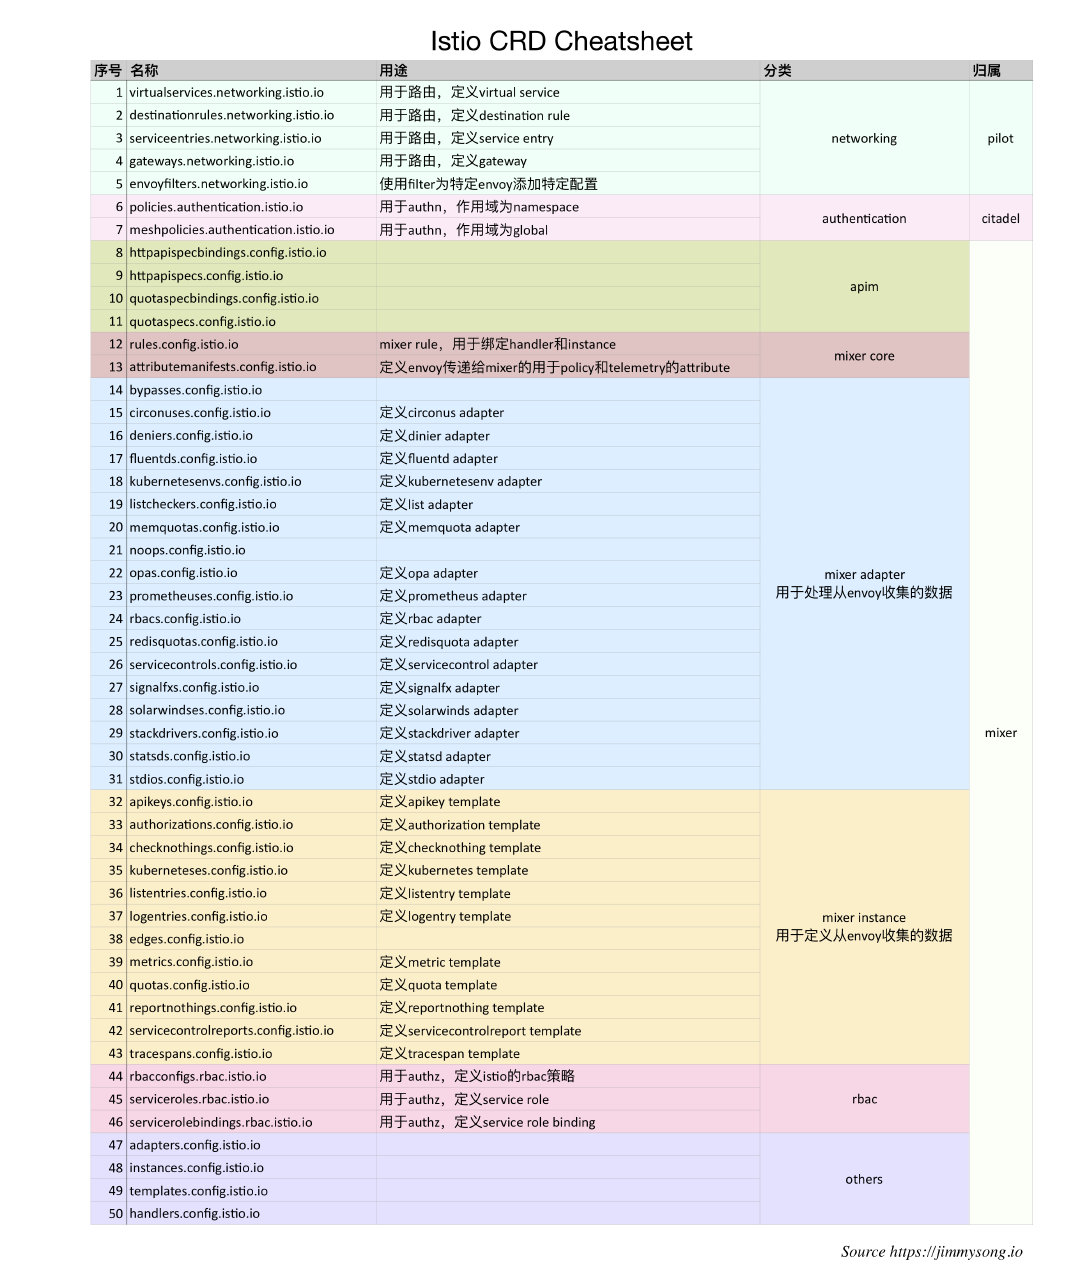 Istio CRD Cheatsheet
序号 名称 用途 分类 归属
1 virtualservices.networking.istio.io 用于路由，定义virtual service
2 destinationrules.networking.istio.io 用于路由，定义destination rule
3 serviceentries.networking.istio.io 用于路由，定义service entry networking pilot
4 gateways.networking.istio.io 用于路由，定义gateway
5 envoyfilters.networking.istio.io 使用filter为特定envoy添加特定配置
6 policies.authentication.istio.io 用于authn，作用域为namespace
authentication citadel
7 meshpolicies.authentication.istio.io 用于authn，作用域为global
8 httpapispecbindings.config.istio.io
9 httpapispecs.config.istio.io
apim
10 quotaspecbindings.config.istio.io
11 quotaspecs.config.istio.io
12 rules.config.istio.io mixer rule，用于绑定handler和instance
mixer core
13 attributemanifests.config.istio.io 定义envoy传递给mixer的用于policy和telemetry的attribute
14 bypasses.config.istio.io
15 circonuses.config.istio.io 定义circonus adapter
16 deniers.config.istio.io 定义dinier adapter
17 fluentds.config.istio.io 定义fluentd adapter
18 kubernetesenvs.config.istio.io 定义kubernetesenv adapter
19 listcheckers.config.istio.io 定义list adapter
20 memquotas.config.istio.io 定义memquota adapter
21 noops.config.istio.io
22 opas.config.istio.io 定义opa adapter
mixer adapter
用于处理从envoy收集的数据
23 prometheuses.config.istio.io 定义prometheus adapter
24 rbacs.config.istio.io 定义rbac adapter
25 redisquotas.config.istio.io 定义redisquota adapter
26 servicecontrols.config.istio.io 定义servicecontrol adapter
27 signalfxs.config.istio.io 定义signalfx adapter
28 solarwindses.config.istio.io 定义solarwinds adapter
29 stackdrivers.config.istio.io 定义stackdriver adapter mixer
30 statsds.config.istio.io 定义statsd adapter
31 stdios.config.istio.io 定义stdio adapter
32 apikeys.config.istio.io 定义apikey template
33 authorizations.config.istio.io 定义authorization template
34 checknothings.config.istio.io 定义checknothing template
35 kuberneteses.config.istio.io 定义kubernetes template
36 listentries.config.istio.io 定义listentry template
37 logentries.config.istio.io 定义logentry template
mixer instance
用于定义从envoy收集的数据
38 edges.config.istio.io
39 metrics.config.istio.io 定义metric template
40 quotas.config.istio.io 定义quota template
41 reportnothings.config.istio.io 定义reportnothing template
42 servicecontrolreports.config.istio.io 定义servicecontrolreport template
43 tracespans.config.istio.io 定义tracespan template
44 rbacconfigs.rbac.istio.io 用于authz，定义istio的rbac策略
45 serviceroles.rbac.istio.io 用于authz，定义service role rbac
46 servicerolebindings.rbac.istio.io 用于authz，定义service role binding
47 adapters.config.istio.io
48 instances.config.istio.io
others
49 templates.config.istio.io
50 handlers.config.istio.io
Source https://jimmysong.io